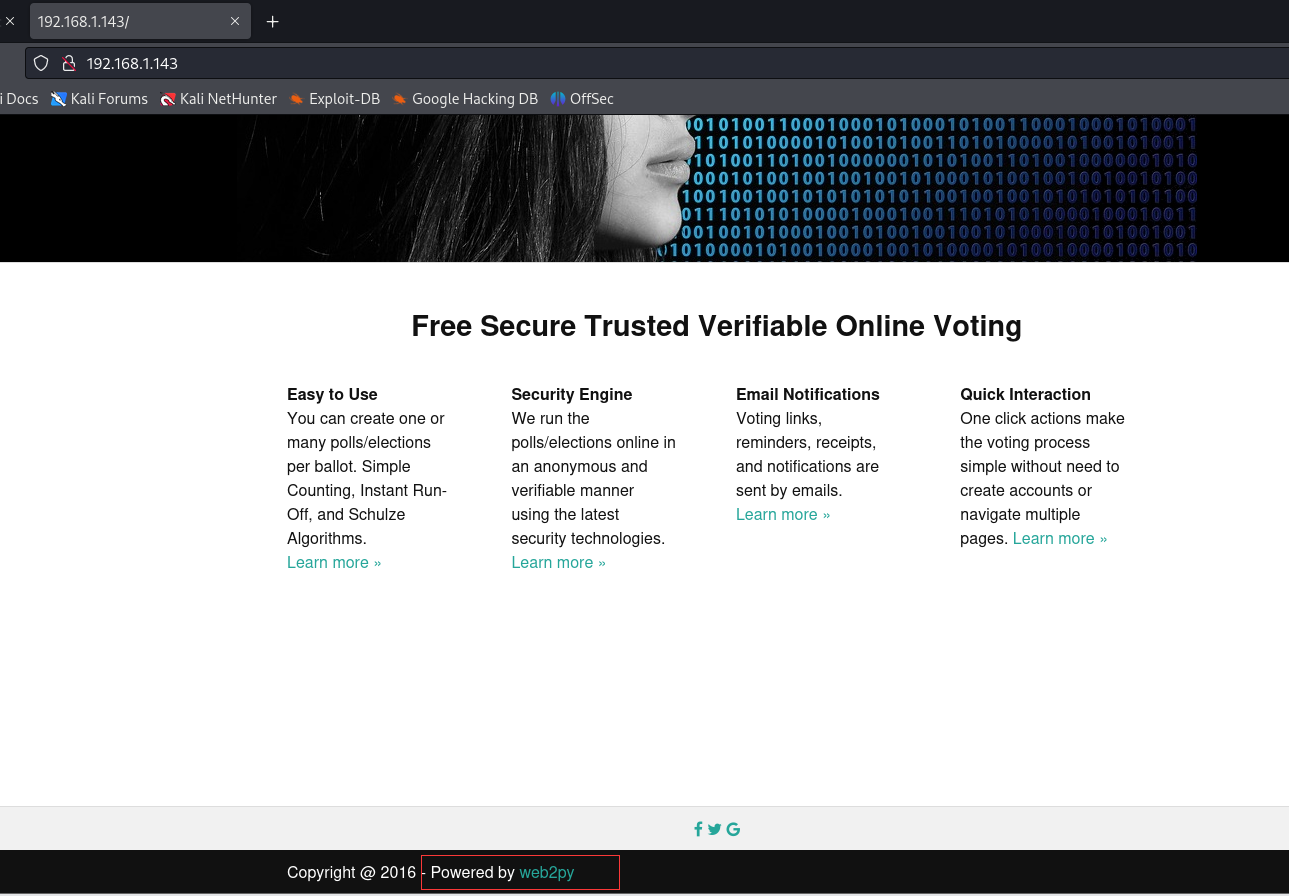 192.168.1.143/
192.168.1.143
i Docs Kali Forums Kali NetHunter Exploit-DB Google Hacking DB OffSec
Free Secure Trusted Verifiable Online Voting
Easy to Use
You can create one or
many polls/elections
per ballot. Simple
Counting, Instant Run-
Off, and Schulze
Algorithms.
Learn more »
Security Engine
We run the
polls/elections online in
an anonymous and
verifiable manner
using the latest
security technologies.
Learn more »
Email Notifications
Voting links,
reminders, receipts,
and notifications are
sent by emails.
Learn more »
Quick Interaction
One click actions make
the voting process
simple without need to
create accounts or
navigate multiple
pages. Learn more »
Copyright @ 2016 - Powered by web2py